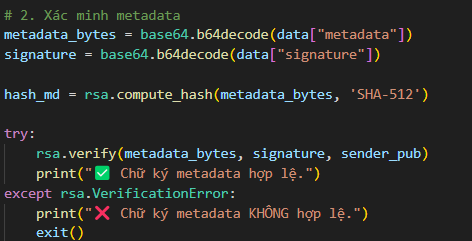 # 2. Xác minh metadata
metadata_bytes = base64.b64decode(data["metadata"])
signature = base64.b64decode(data["signature"])
hash_md = rsa.compute_hash(metadata_bytes, 'SHA-512')
try:
    rsa.verify(metadata_bytes, signature, sender_pub)
    print("✅ Chữ ký metadata hợp lệ.")
except rsa.VerificationError:
    print("❌ Chữ ký metadata KHÔNG hợp lệ.")
    exit()